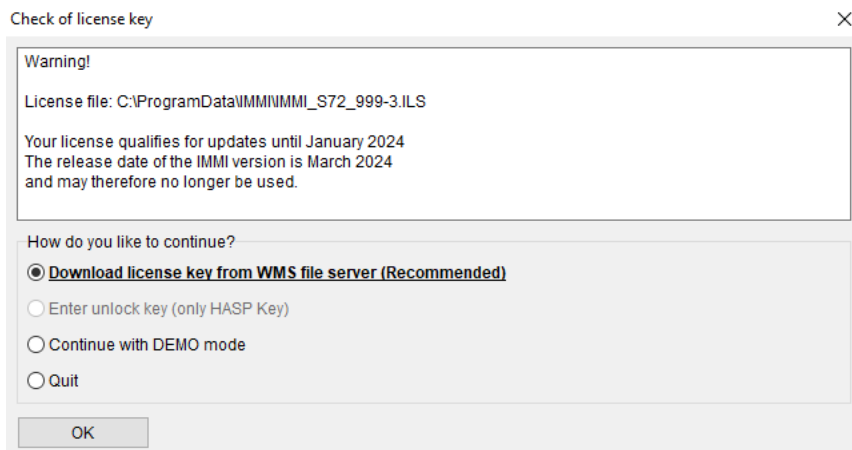 Check of license key
Warning!
License file: C:\ProgramData\IMMI\IMMI_S72_999-3.ILS
Your license qualifies for updates until January 2024
The release date of the IMMI version is March 2024
and may therefore no longer be used.
How do you like to continue?
Download license key from WMS file server (Recommended)
Enter unlock key (only HASP Key)
Continue with DEMO mode
Quit
OK